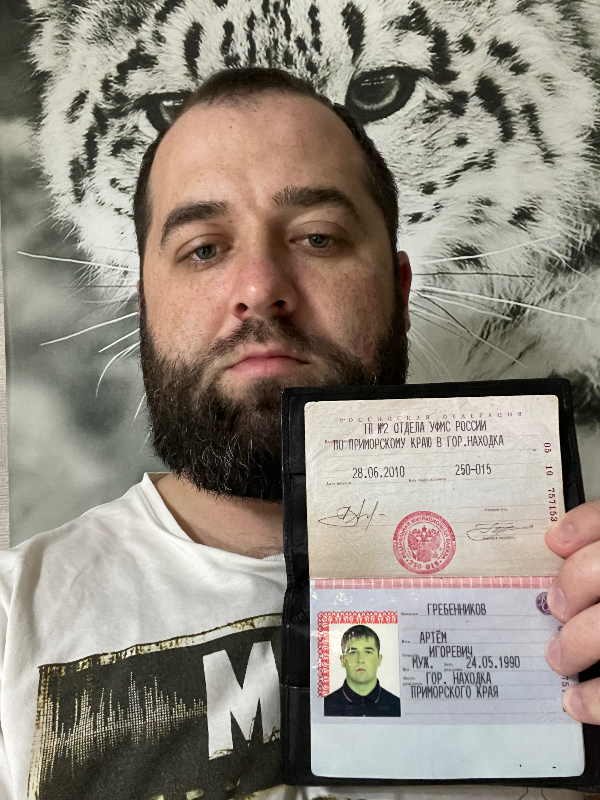 РОССИЙСКАЯ ФЕДЕРАЦИЯ
ТП №2 ОТДЕЛА УФМС РОССИИ
ПО ПРИМОРСКОМУ КРАЮ В ГОР.НАХОДКА
28.06.2010 250-015
05 10 757153
ГРЕБЕННИКОВ
АРТЁМ
ИГОРЕВИЧ
МУЖ. 24.05.1990
ГОР. НАХОДКА
ПРИМОРСКОГО КРАЯ
M